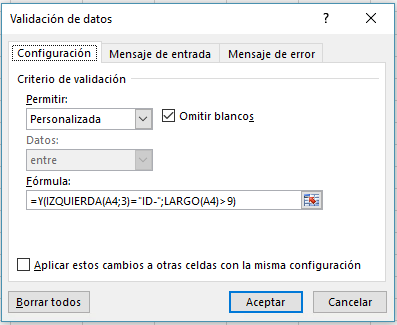 Validación de datos
Configuración
Mensaje de entrada
Mensaje de error
Criterio de validación
Permitir:
Personalizada
Omitir blancos
Datos:
entre
Fórmula:
=Y(IZQUIERDA(A4;3)="ID-";LARGO(A4)>9)
Aplicar estos cambios a otras celdas con la misma configuración
Borrar todos
Aceptar
Cancelar